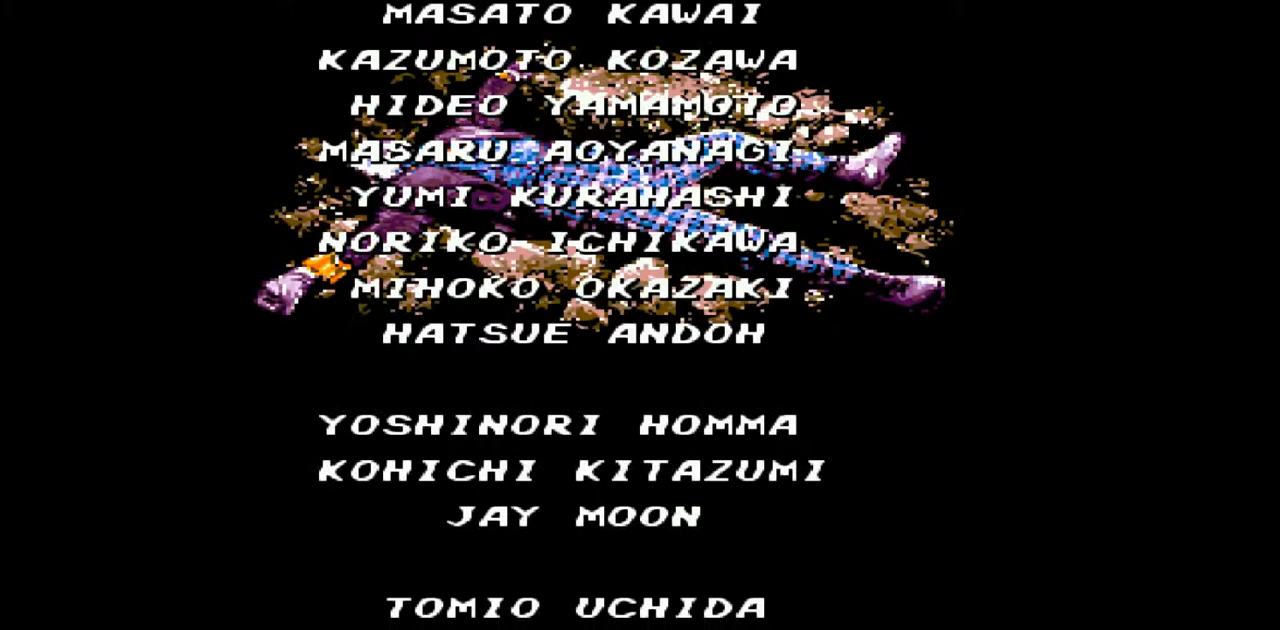 MASATO KAWAI
KAZUMOTO KOZAWA
HIDEO YAMAMOTO
MASARU AOYANAGI
YUMI KURAHASHI
NORIKO ICHIKAWA
MIHOKO OKAZAKI
HATSUE ANDOH
YOSHINORI HOMMA
KOHICHI KITAZUMI
JAY MOON
TOMIO UCHIDA